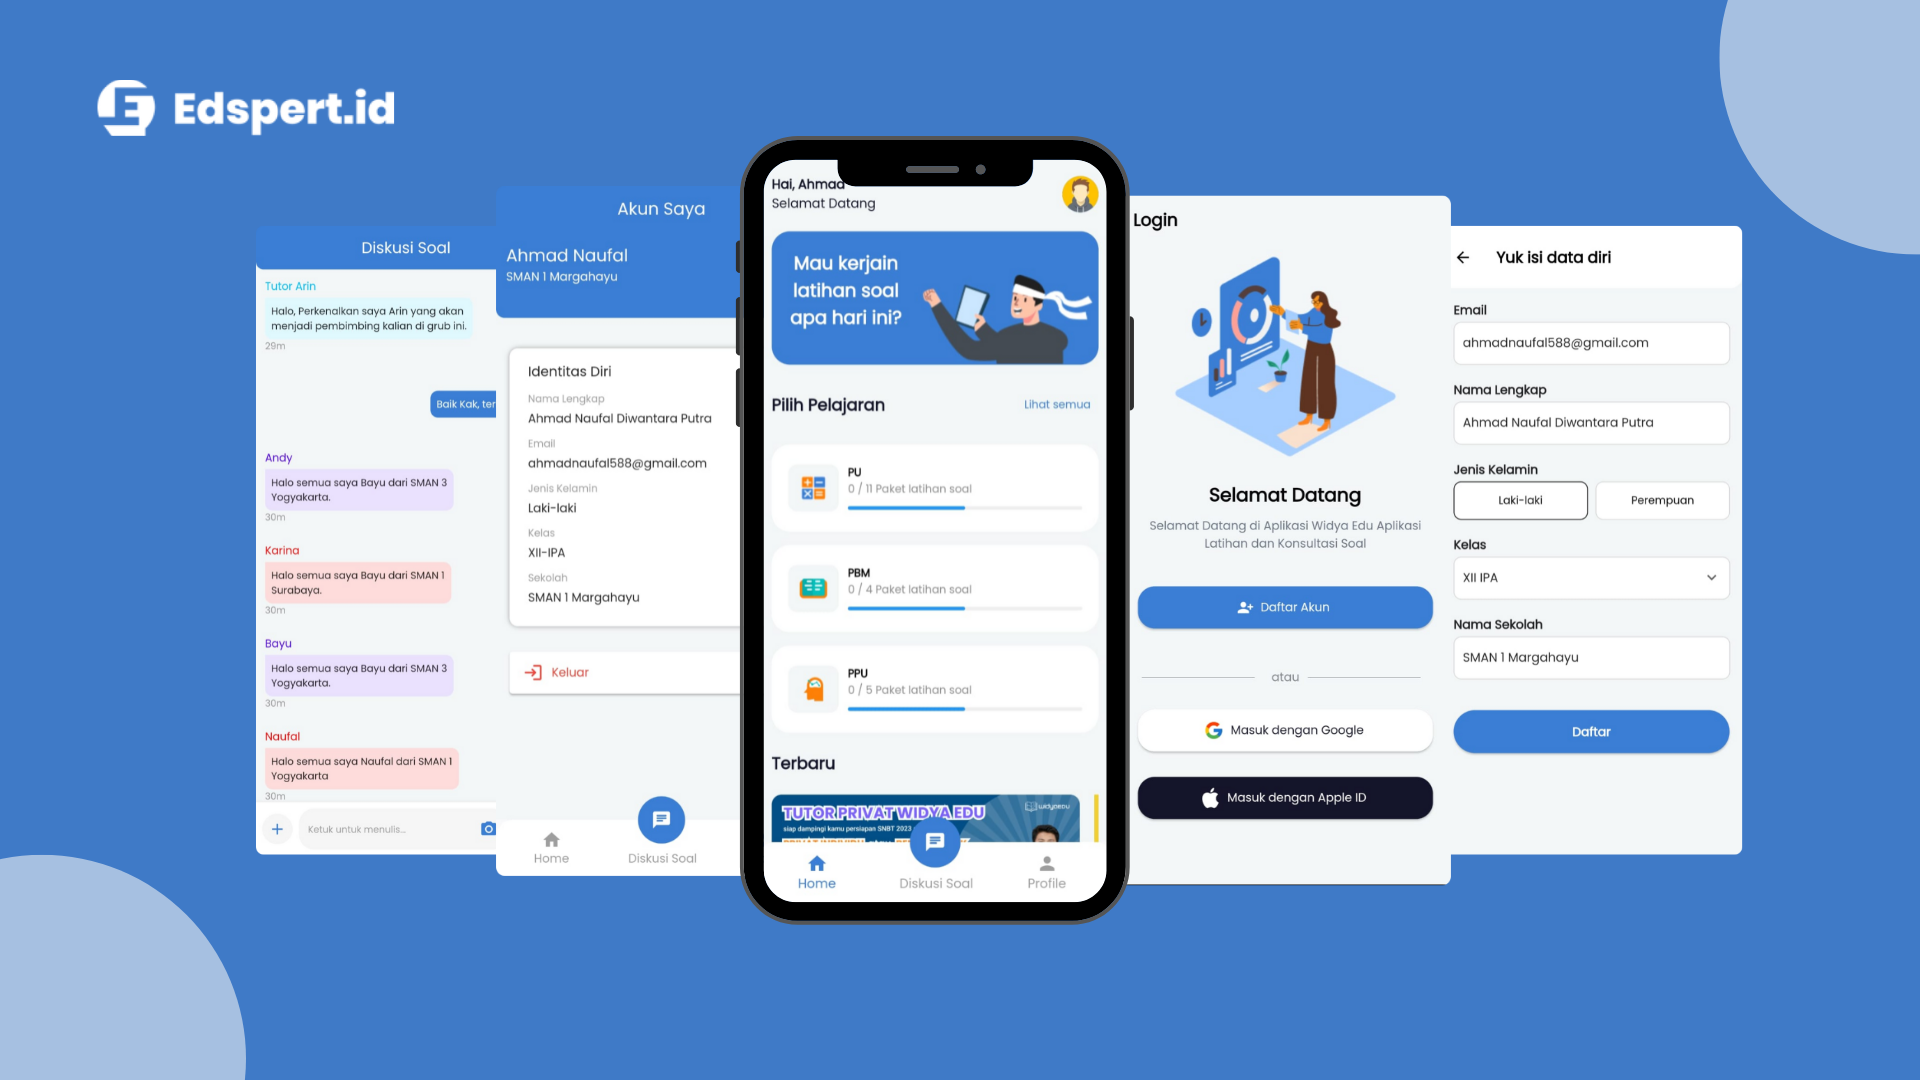 Edspert.id
Diskusi Soal
Tutor Arin
Halo, Perkenalkan saya Arin yang akan
menjadi pembimbing kalian di grub ini.
29m
Baik Kak, ter
Andy
Halo semua saya Bayu dari SMAN 3
Yogyakarta.
30m
Karina
Halo semua saya Bayu dari SMAN 1
Surabaya.
30m
Bayu
Halo semua saya Bayu dari SMAN 3
Yogyakarta.
30m
Naufal
Halo semua saya Naufal dari SMAN 1
Yogyakarta
30m
Ketuk untuk menulis...
Akun Saya
Ahmad Naufal
SMAN 1 Margahayu
Identitas Diri
Nama Lengkap
Ahmad Naufal Diwantara Putra
Email
ahmadnaufal588@gmail.com
Jenis Kelamin
Laki-laki
Kelas
XII-IPA
Sekolah
SMAN 1 Margahayu
Keluar
Home
Diskusi Soal
Hai, Ahmad
Selamat Datang
Mau kerjain
latihan soal
apa hari ini?
Pilih Pelajaran
Lihat semua
PU
0 / 11 Paket latihan soal
PBM
0 / 4 Paket latihan soal
PPU
0 / 5 Paket latihan soal
Terbaru
TUTOR PRIVAT WIDYA EDU
widyaedu
siap dampingi kamu persiapan SNBT 2023
Home
Diskusi Soal
Profile
Login
Selamat Datang
Selamat Datang di Aplikasi Widya Edu Aplikasi
Latihan dan Konsultasi Soal
Daftar Akun
atau
Masuk dengan Google
Masuk dengan Apple ID
Yuk isi data diri
Email
ahmadnaufal588@gmail.com
Nama Lengkap
Ahmad Naufal Diwantara Putra
Jenis Kelamin
Laki-laki
Perempuan
Kelas
XII IPA
Nama Sekolah
SMAN 1 Margahayu
Daftar